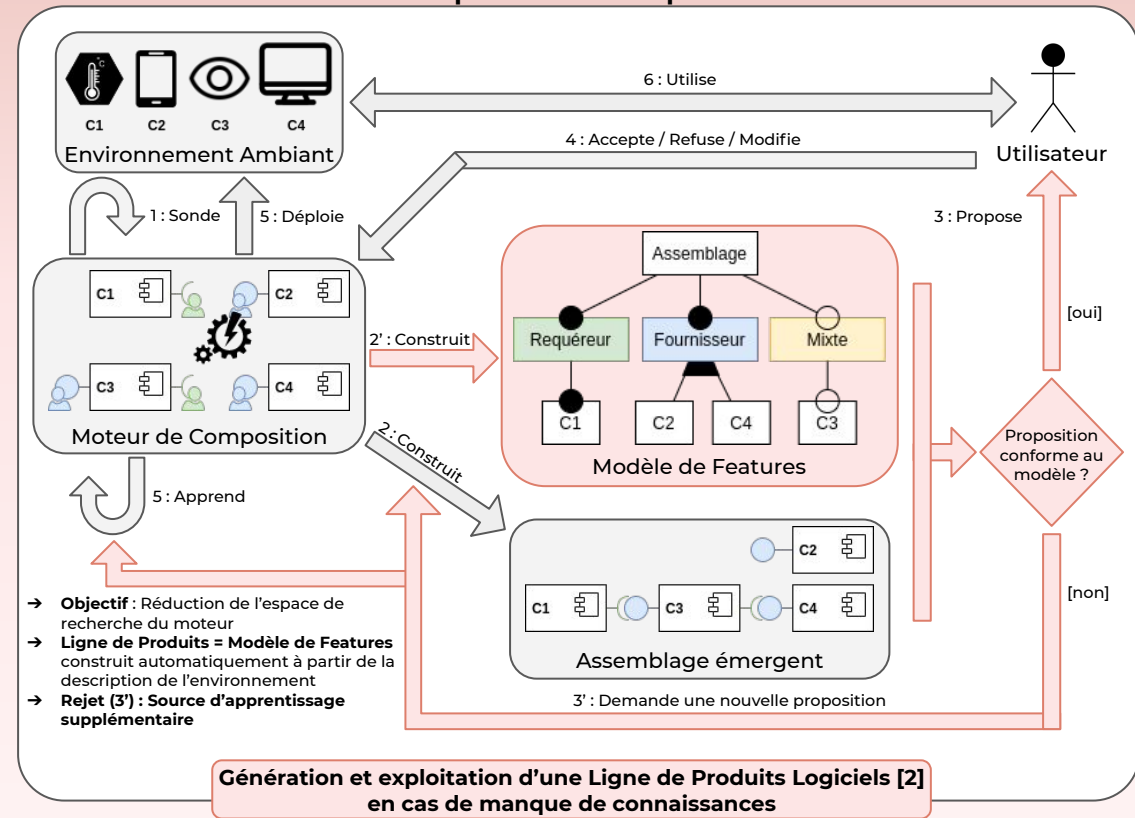 °C
C1
C2
C3
C4
Environnement Ambiant
6 : Utilise
4 : Accepte / Refuse / Modifie
Utilisateur
1 : Sonde
5 : Déploie
3 : Propose
C1
C2
C3
C4
Moteur de Composition
2' : Construit
Assemblage
Requéreur
Fournisseur
Mixte
C1
C2
C4
C3
Modèle de Features
[oui]
Proposition
conforme au
modèle ?
[non]
2: Construit
5 : Apprend
C2
C1
C3
C4
Assemblage émergent
3' : Demande une nouvelle proposition
➔ Objectif : Réduction de l'espace de
recherche du moteur
➔ Ligne de Produits = Modèle de Features
construit automatiquement à partir de la
description de l'environnement
➔ Rejet (3') : Source d'apprentissage
supplémentaire
Génération et exploitation d'une Ligne de Produits Logiciels [2]
en cas de manque de connaissances